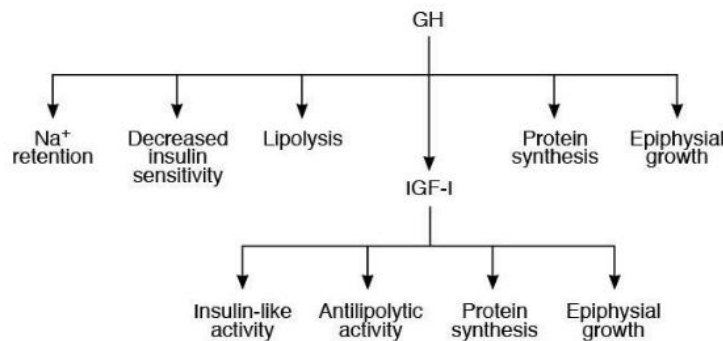 GH
Na+ retention
Decreased insulin sensitivity
Lipolysis
Protein synthesis
Epiphysial growth
IGF-I
Insulin-like activity
Antilipolytic activity
Protein synthesis
Epiphysial growth